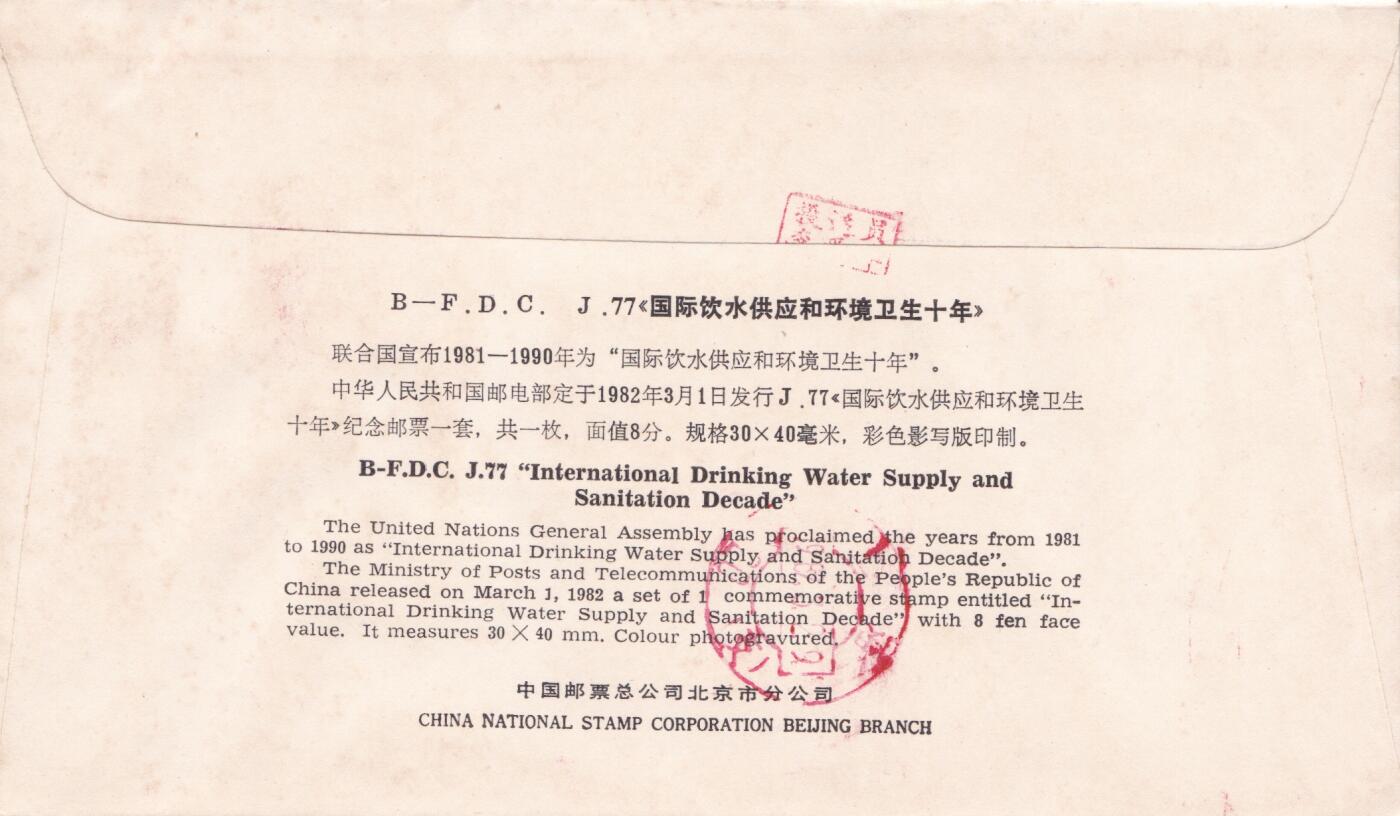 B—F.D.C. J.77《国际饮水供应和环境卫生十年》
联合国宣布1981—1990年为“国际饮水供应和环境卫生十年”。
中华人民共和国邮电部定于1982年3月1日发行J.77《国际饮水供应和环境卫生
十年》纪念邮票一套，共一枚，面值8分。规格30×40毫米，彩色影写版印制。
B-F.D.C. J.77 “International Drinking Water Supply and
Sanitation Decade”
The United Nations General Assembly has proclaimed the years from 1981
to 1990 as “International Drinking Water Supply and Sanitation Decade”.
The Ministry of Posts and Telecommunications of the People’s Republic of
China released on March 1, 1982 a set of 1 commemorative stamp entitled “In-
ternational Drinking Water Supply and Sanitation Decade” with 8 fen face
value. It measures 30×40 mm. Colour photogravured.
中国邮票总公司北京市分公司
CHINA NATIONAL STAMP CORPORATION BEIJING BRANCH